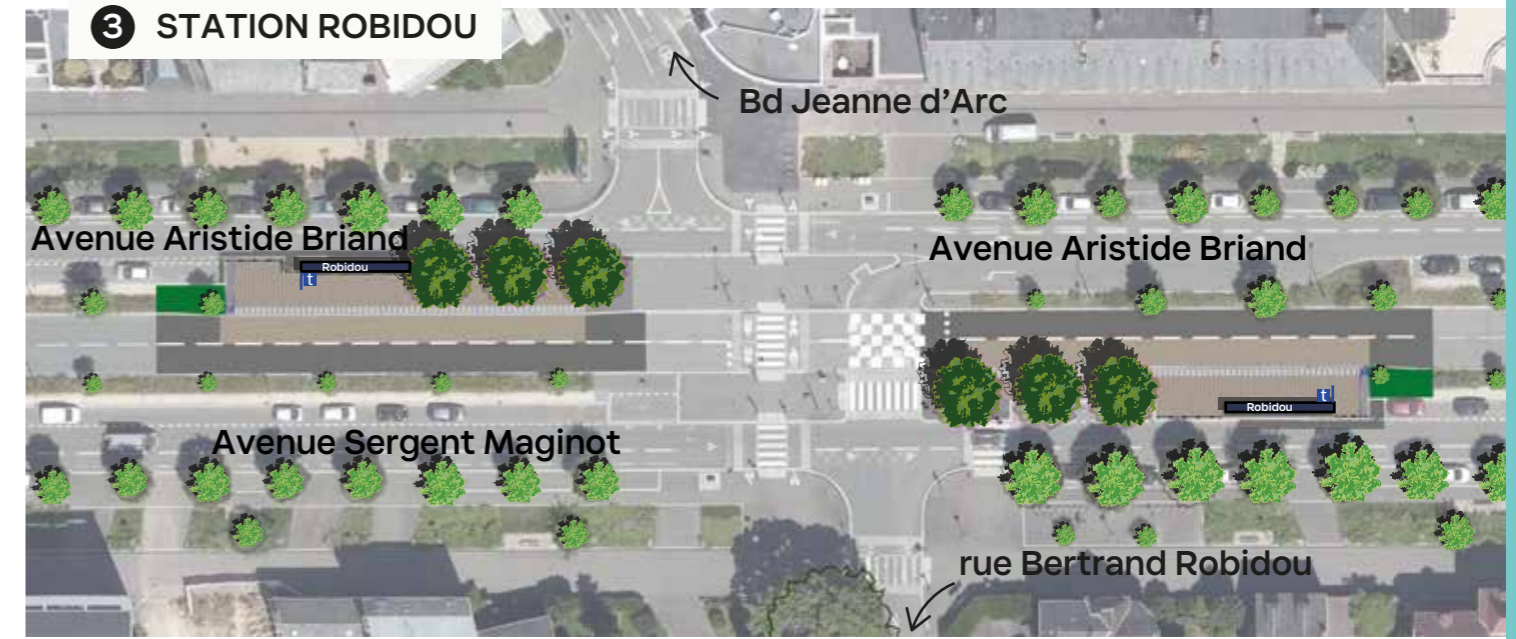 3 STATION ROBIDOU
Bd Jeanne d'Arc
Avenue Aristide Briand
Avenue Aristide Briand
Robidou
t
t
Robidou
Avenue Sergent Maginot
rue Bertrand Robidou